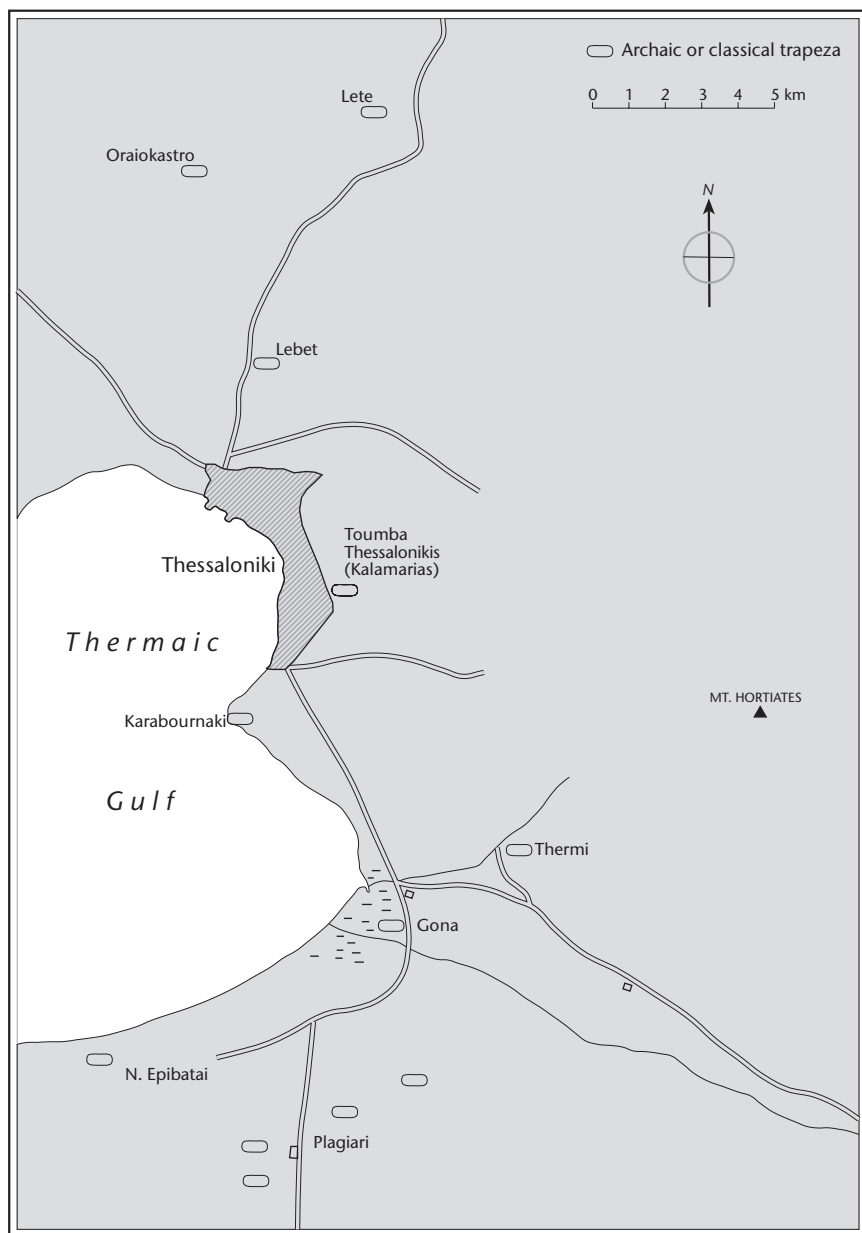 Archaic or classical trapeza
0 1 2 3 4 5 km
N
Lete
Oraiokastro
Lebet
Toumba
Thessalonikis
(Kalamarias)
Thessaloniki
Thermaic
MT. HORTIATES
Karabournaki
Gulf
Thermi
Gona
N. Epibatai
Plagiari